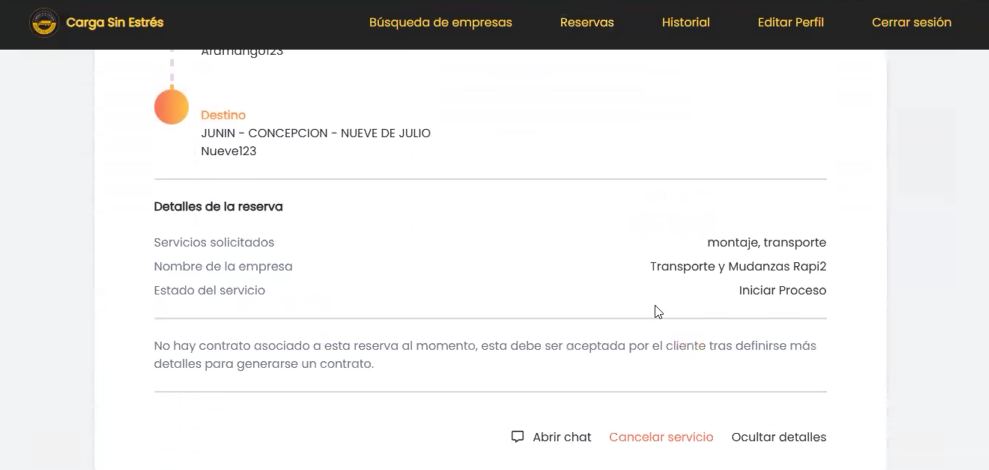 Carga Sin Estrés
Búsqueda de empresas
Reservas
Historial
Editar Perfil
Cerrar sesión
Aramango123
Destino
JUNIN - CONCEPCION - NUEVE DE JULIO
Nueve123
Detalles de la reserva
Servicios solicitados montaje, transporte
Nombre de la empresa Transporte y Mudanzas Rapi2
Estado del servicio Iniciar Proceso
No hay contrato asociado a esta reserva al momento, esta debe ser aceptada por el cliente tras definirse más
detalles para generarse un contrato.
Abrir chat Cancelar servicio Ocultar detalles